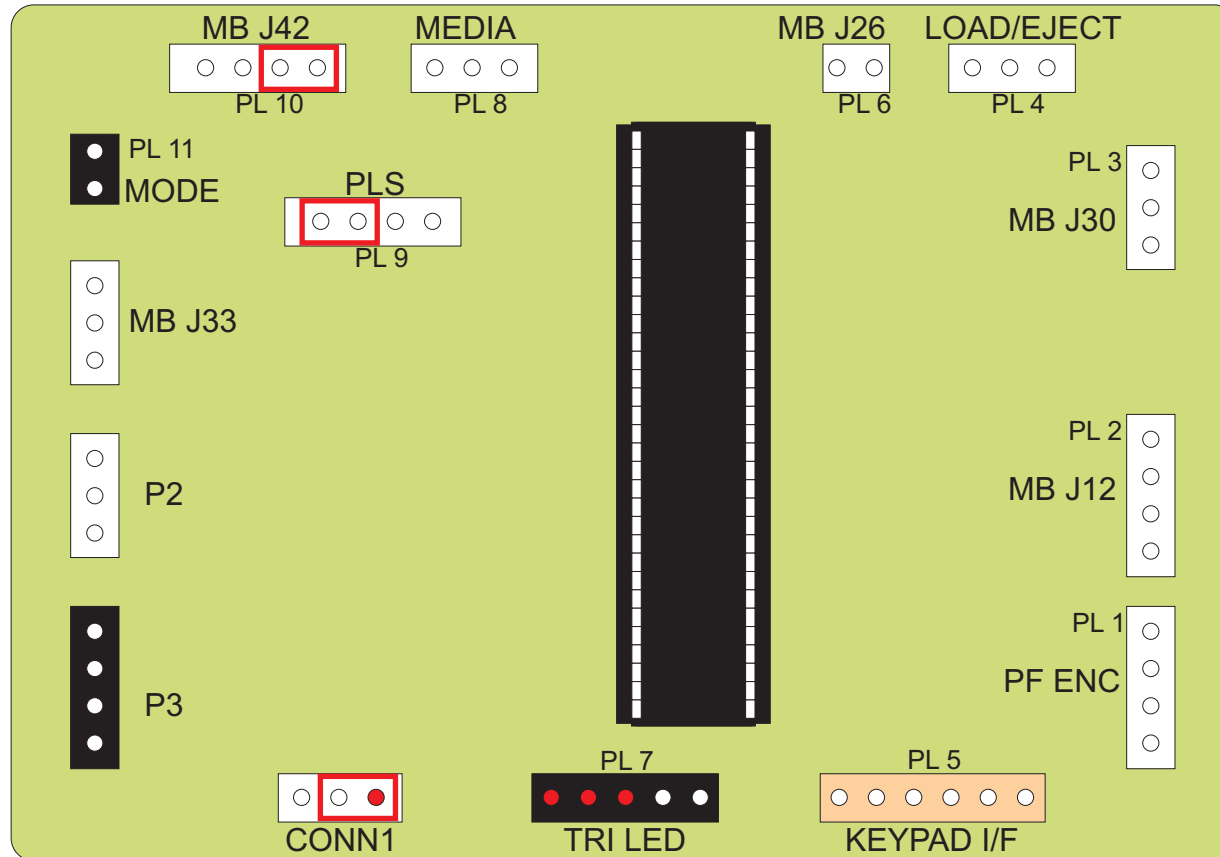 MB J42
MEDIA
MB J26
LOAD/EJECT
PL 10
PL 8
PL 6
PL 4
PL 11
MODE
PLS
PL 9
PL 3
MB J30
MB J33
PL 2
MB J12
P2
PL 1
PF ENC
P3
PL 7
PL 5
CONN1
TRI LED
KEYPAD I/F